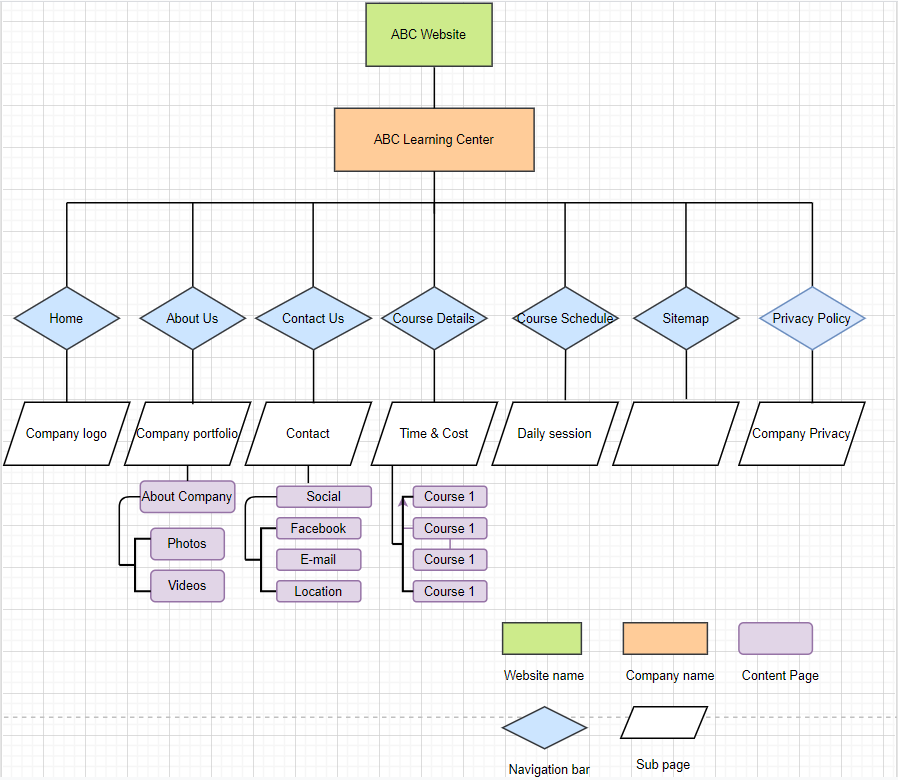 ABC Website
ABC Learning Center
Home
About Us
Contact Us
Course Details
Course Schedule
Sitemap
Privacy Policy
Company logo
Company portfolio
Contact
Time & Cost
Daily session
Company Privacy
About Company
Photos
Videos
Social
Facebook
E-mail
Location
Course 1
Course 1
Course 1
Course 1
Website name
Company name
Content Page
Navigation bar
Sub page